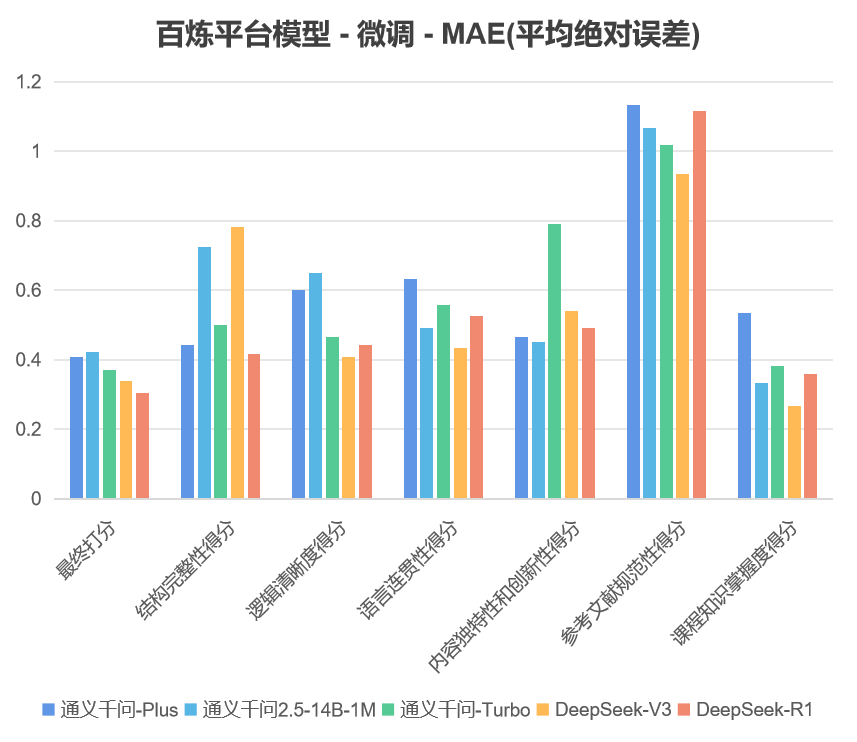 百炼平台模型 - 微调 - MAE(平均绝对误差)
1.2
1
0.8
0.6
0.4
0.2
0
最终打分
结构完整性得分
逻辑清晰度得分
语言连贯性得分
内容独特性和创新性得分
参考文献规范性得分
课程知识掌握度得分
通义千问-Plus 通义千问2.5-14B-1M 通义千问-Turbo DeepSeek-V3 DeepSeek-R1